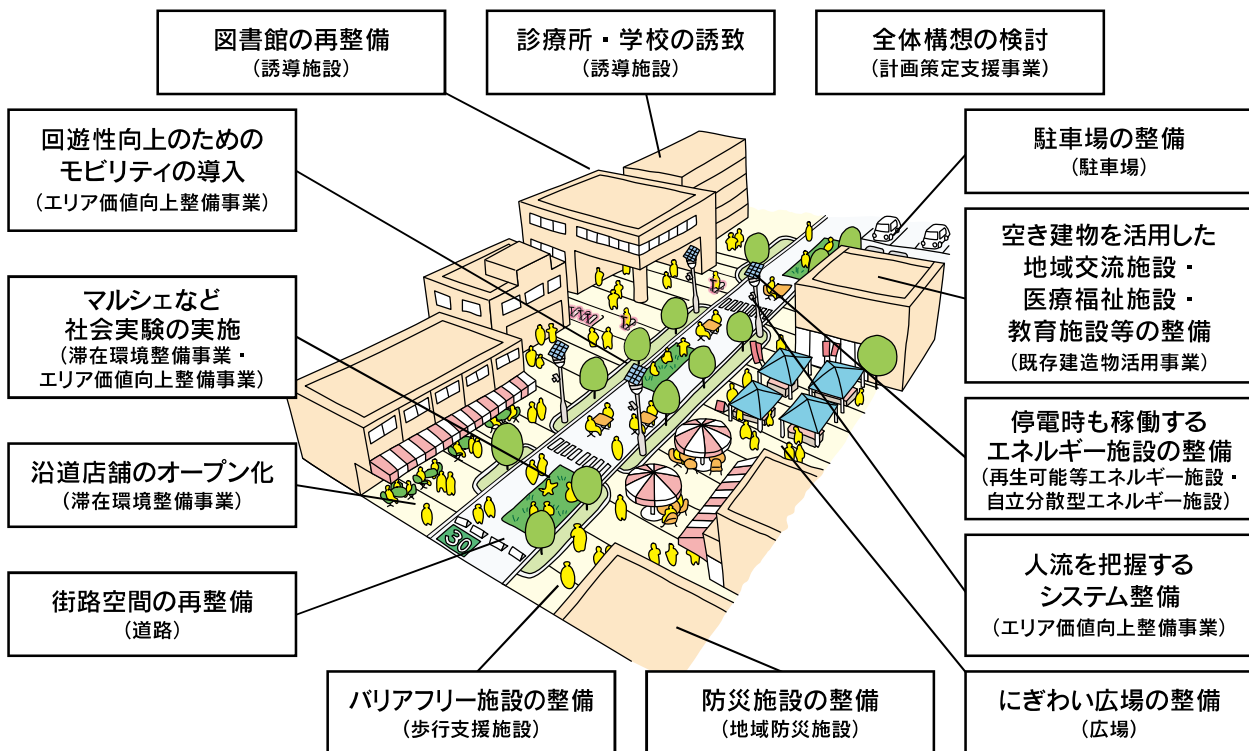 図書館の再整備
（誘導施設）
診療所・学校の誘致
（誘導施設）
全体構想の検討
（計画策定支援事業）
回遊性向上のための
モビリティの導入
（エリア価値向上整備事業）
駐車場の整備
（駐車場）
空き建物を活用した
地域交流施設・
医療福祉施設・
教育施設等の整備
（既存建造物活用事業）
マルシェなど
社会実験の実施
（滞在環境整備事業・
エリア価値向上整備事業）
停電時も稼働する
エネルギー施設の整備
（再生可能等エネルギー施設・
自立分散型エネルギー施設）
沿道店舗のオープン化
（滞在環境整備事業）
30
人流を把握する
システム整備
（エリア価値向上整備事業）
街路空間の再整備
（道路）
バリアフリー施設の整備
（歩行支援施設）
防災施設の整備
（地域防災施設）
にぎわい広場の整備
（広場）